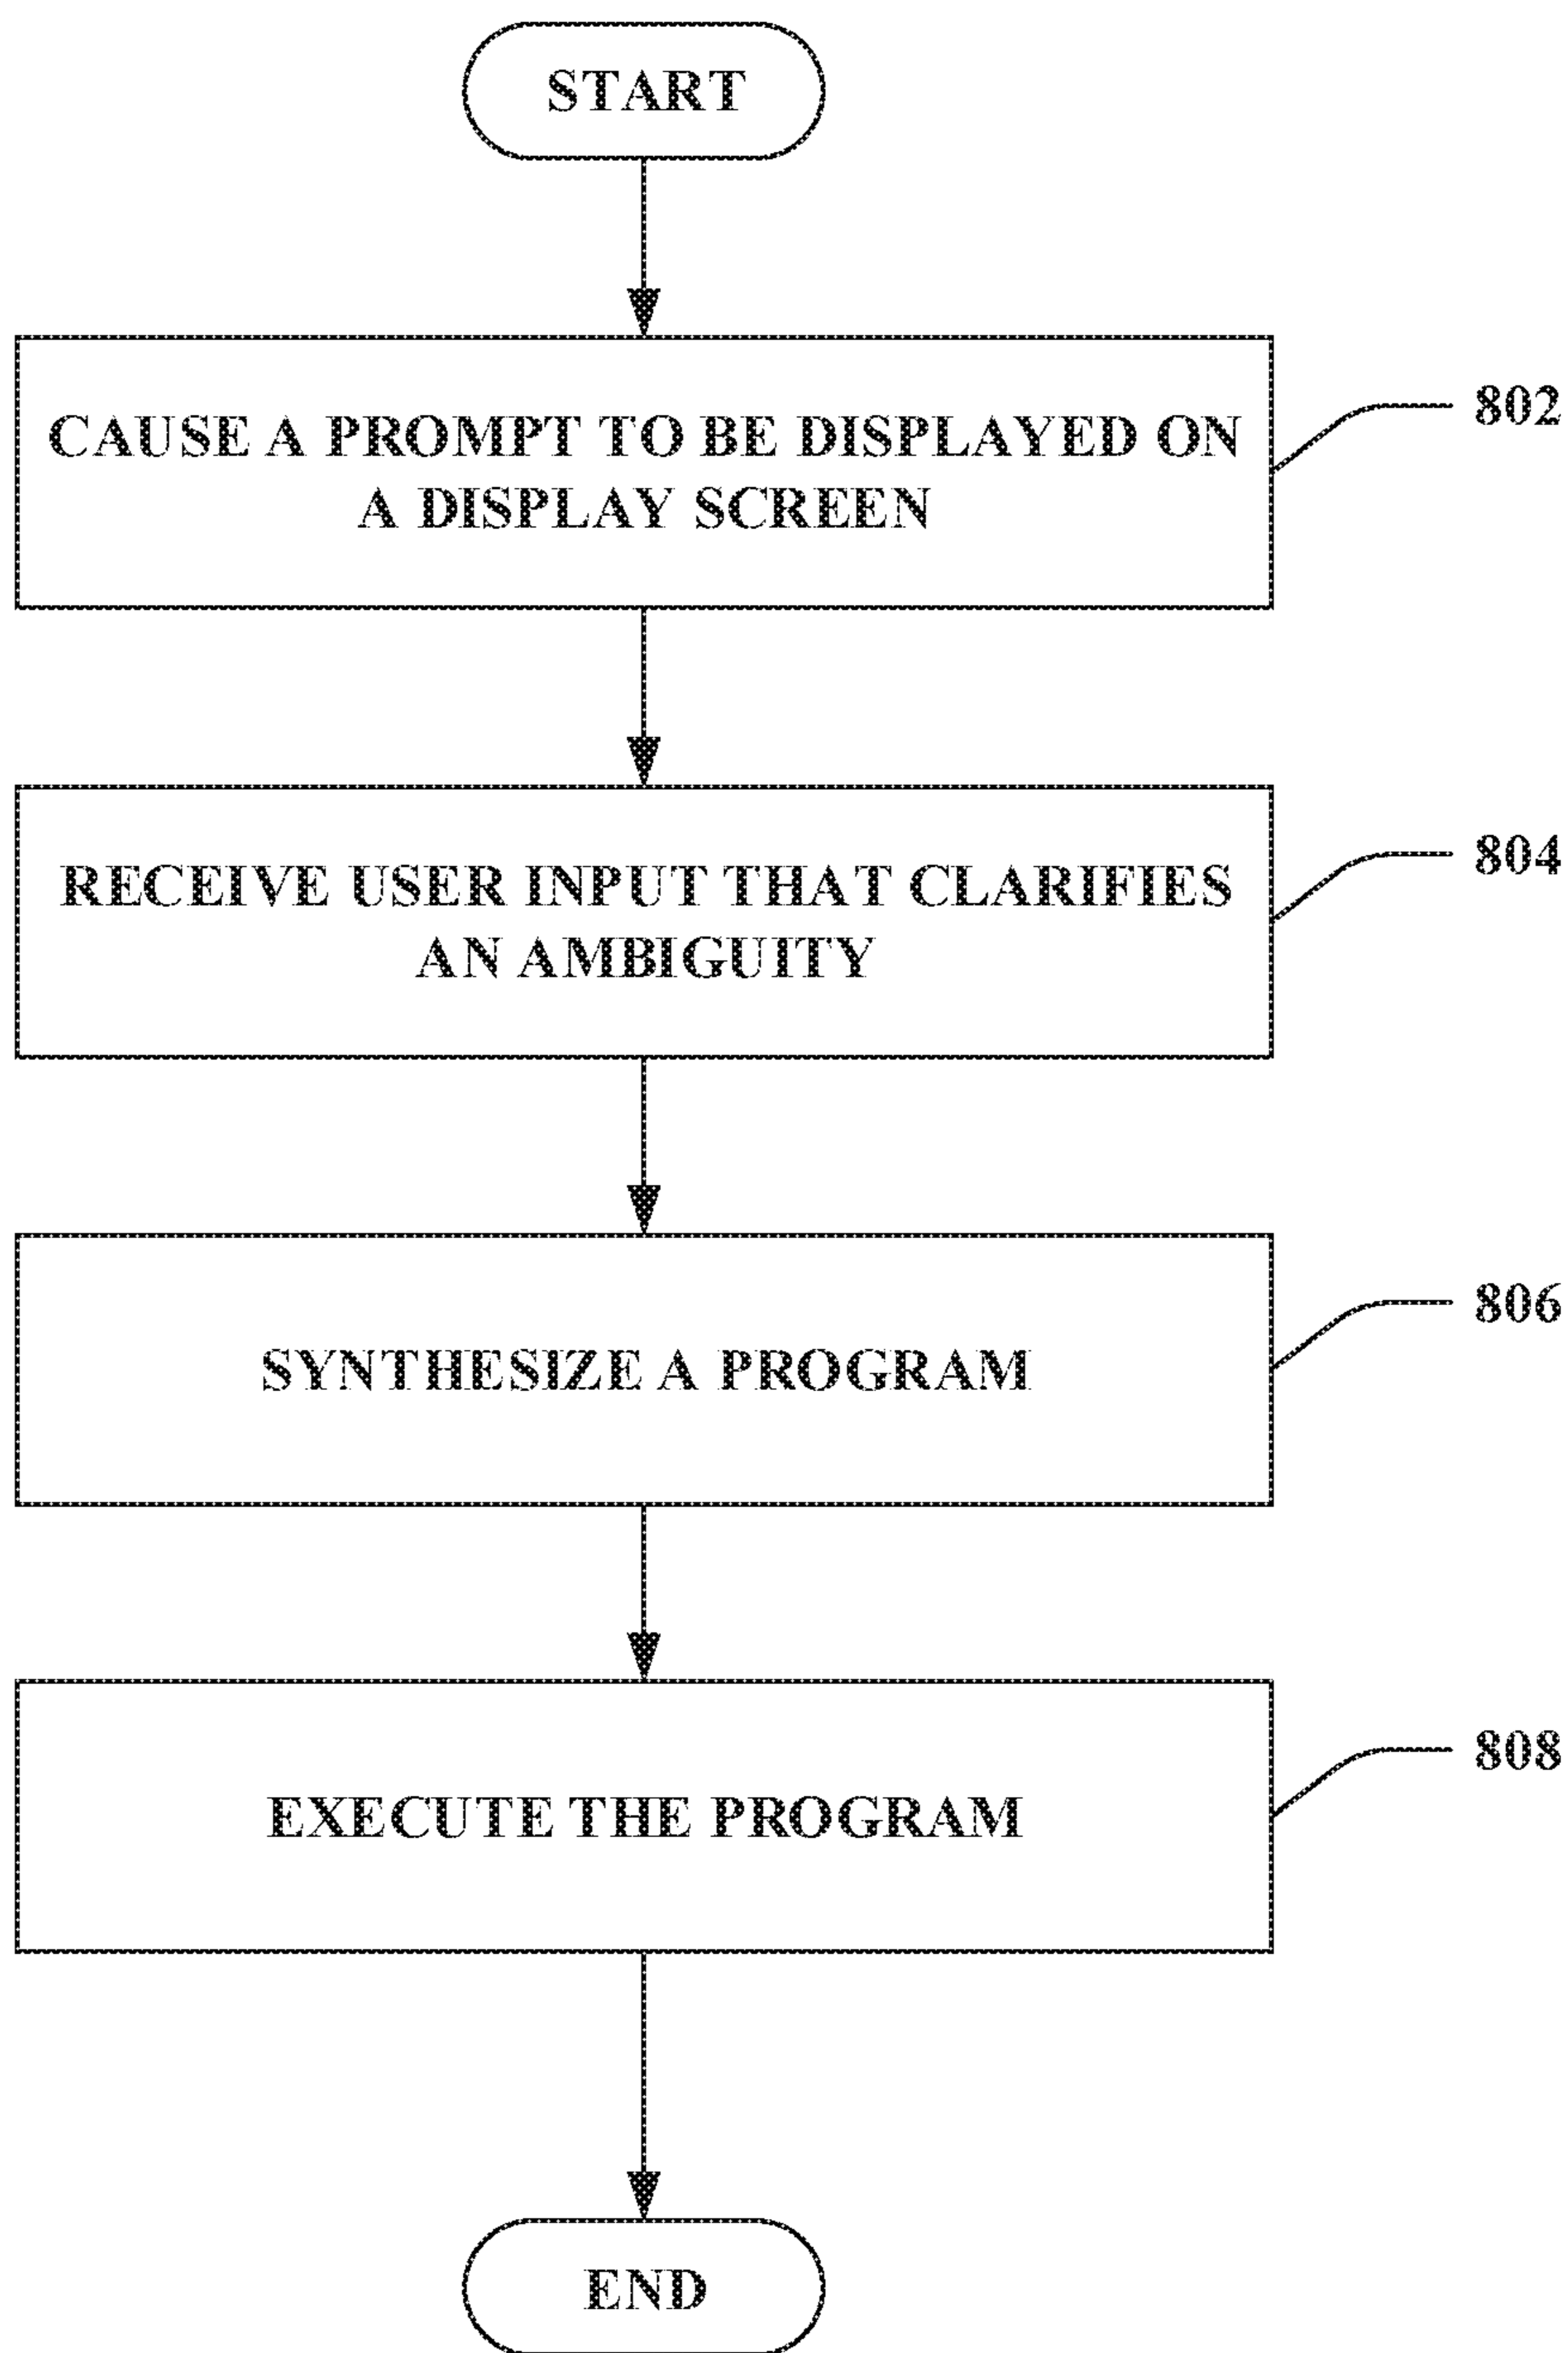 START
CAUSE A PROMPT TO BE DISPLAYED ON
A DISPLAY SCREEN
802
RECEIVE USER INPUT THAT CLARIFIES
AN AMBIGUITY
804
SYNTHESIZE A PROGRAM
806
EXECUTE THE PROGRAM
808
END